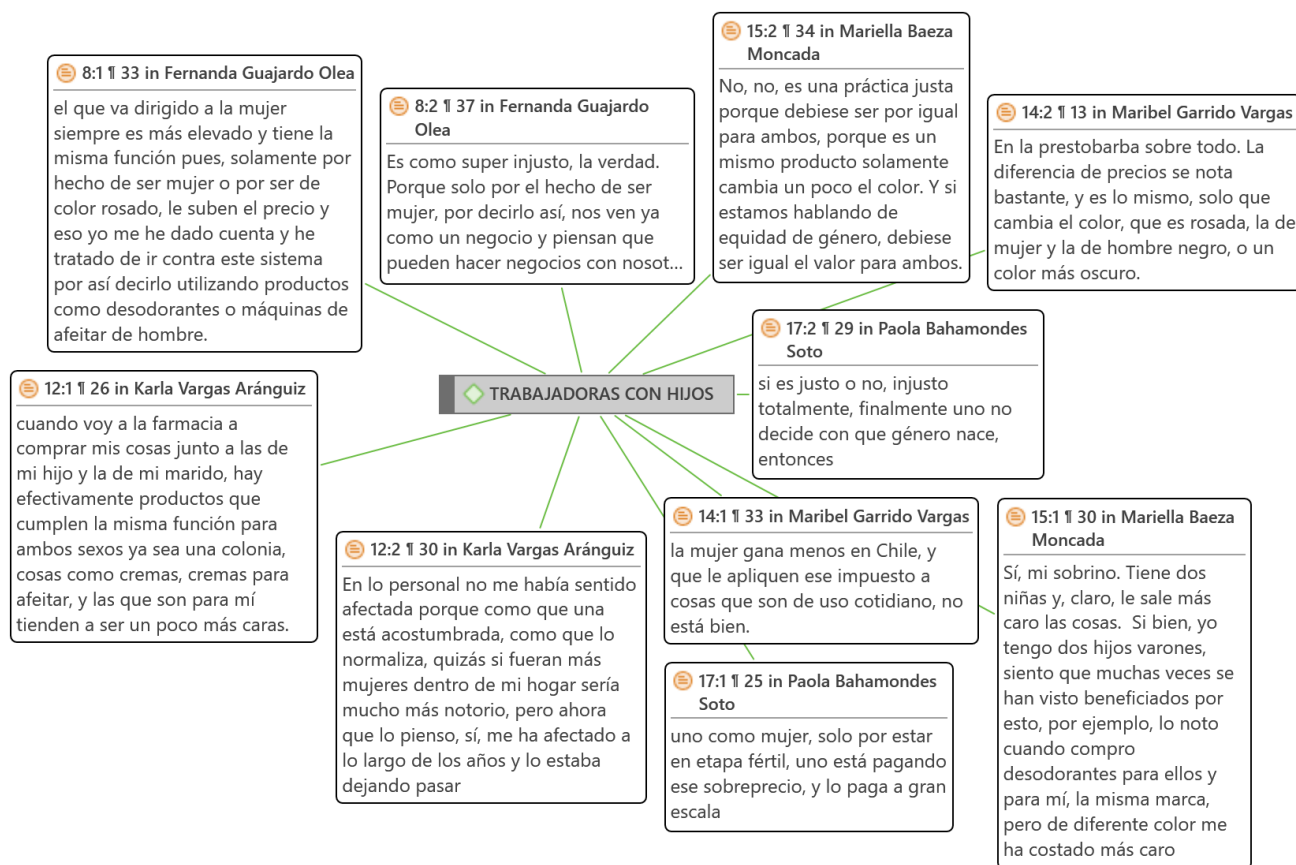 8:1 ¶ 33 in Fernanda Guajardo Olea
el que va dirigido a la mujer
siempre es más elevado y tiene la
misma función pues, solamente por
hecho de ser mujer o por ser de
color rosado, le suben el precio y
eso yo me he dado cuenta y he
tratado de ir contra este sistema
por así decirlo utilizando productos
como desodorantes o máquinas de
afeitar de hombre.
8:2 ¶ 37 in Fernanda Guajardo
Olea
Es como super injusto, la verdad.
Porque solo por el hecho de ser
mujer, por decirlo así, nos ven ya
como un negocio y piensan que
pueden hacer negocios con nosot...
15:2 ¶ 34 in Mariella Baeza
Moncada
No, no, es una práctica justa
porque debiese ser por igual
para ambos, porque es un
mismo producto solamente
cambia un poco el color. Y si
estamos hablando de
equidad de género, debiese
ser igual el valor para ambos.
14:2 ¶ 13 in Maribel Garrido Vargas
En la prestobarba sobre todo. La
diferencia de precios se nota
bastante, y es lo mismo, solo que
cambia el color, que es rosada, la de
mujer y la de hombre negro, o un
color más oscuro.
17:2 ¶ 29 in Paola Bahamondes
Soto
si es justo o no, injusto
totalmente, finalmente uno no
decide con que género nace,
entonces
TRABAJADORAS CON HIJOS
12:1 ¶ 26 in Karla Vargas Aránguiz
cuando voy a la farmacia a
comprar mis cosas junto a las de
mi hijo y la de mi marido, hay
efectivamente productos que
cumplen la misma función para
ambos sexos ya sea una colonia,
cosas como cremas, cremas para
afeitar, y las que son para mí
tienden a ser un poco más caras.
12:2 ¶ 30 in Karla Vargas Aránguiz
En lo personal no me había sentido
afectada porque como que una
está acostumbrada, como que lo
normaliza, quizás si fueran más
mujeres dentro de mi hogar sería
mucho más notorio, pero ahora
que lo pienso, sí, me ha afectado a
lo largo de los años y lo estaba
dejando pasar
14:1 ¶ 33 in Maribel Garrido Vargas
la mujer gana menos en Chile, y
que le apliquen ese impuesto a
cosas que son de uso cotidiano, no
está bien.
17:1 ¶ 25 in Paola Bahamondes
Soto
uno como mujer, solo por estar
en etapa fértil, uno está pagando
ese sobreprecio, y lo paga a gran
escala
15:1 ¶ 30 in Mariella Baeza
Moncada
Sí, mi sobrino. Tiene dos
niñas y, claro, le sale más
caro las cosas.  Si bien, yo
tengo dos hijos varones,
siento que muchas veces se
han visto beneficiados por
esto, por ejemplo, lo noto
cuando compro
desodorantes para ellos y
para mí, la misma marca,
pero de diferente color me
ha costado más caro